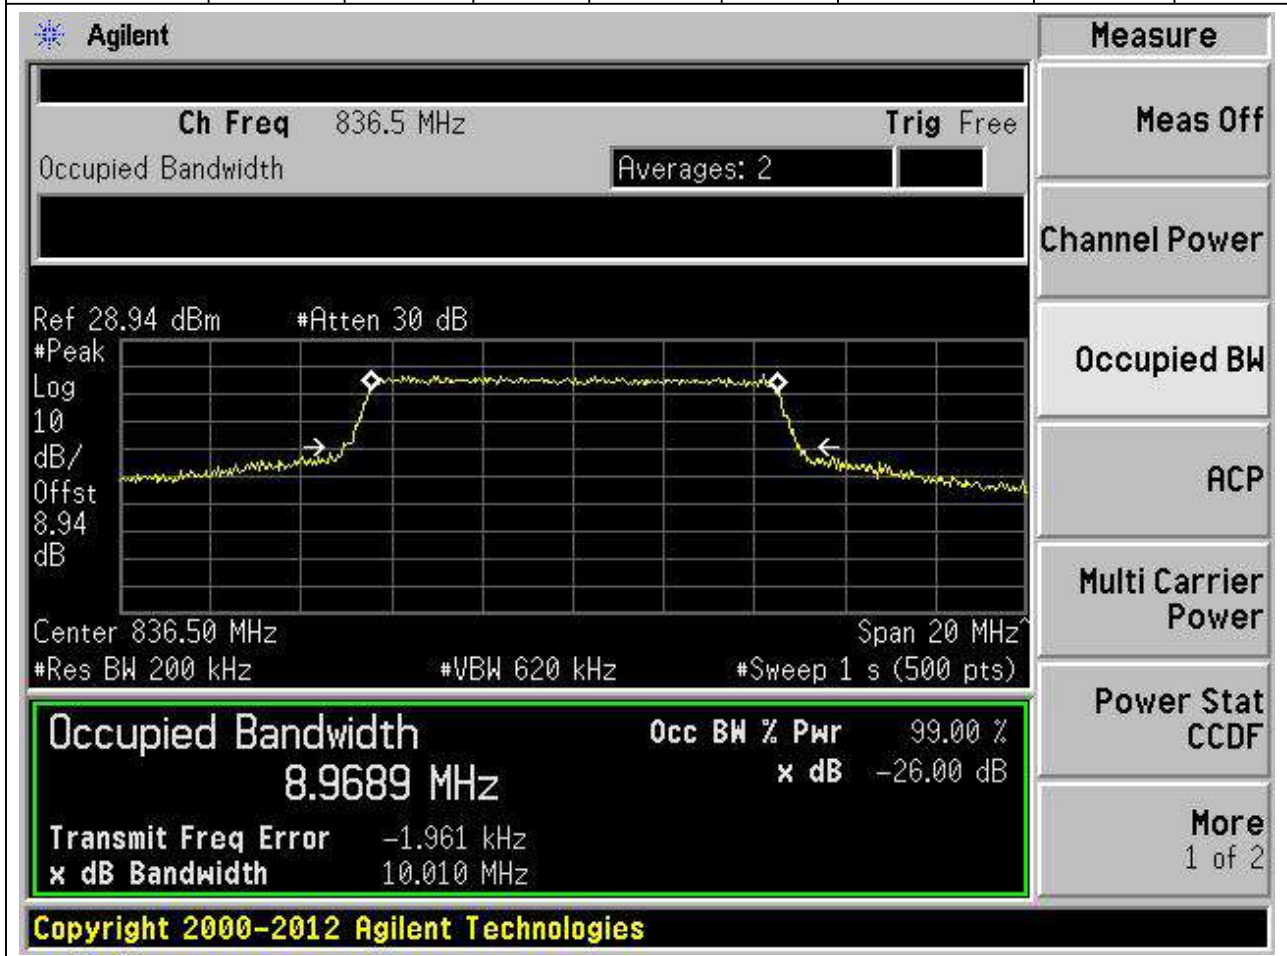 Agilent
Measure
Ch Freq 836.5 MHz Trig Free
Occupied Bandwidth Averages: 2
Meas Off
Channel Power
Occupied BW
ACP
Multi Carrier
Power
Power Stat
CCDF
More
1 of 2
Ref 28.94 dBm #Atten 30 dB
#Peak
Log
10
dB/
Offst
8.94
dB
Center 836.50 MHz Span 20 MHz^
#Res BW 200 kHz #VBW 620 kHz #Sweep 1 s (500 pts)
Occupied Bandwidth Occ BW % Pwr 99.00 %
8.9689 MHz x dB -26.00 dB
Transmit Freq Error -1.961 kHz
x dB Bandwidth 10.010 MHz
Copyright 2000-2012 Agilent Technologies